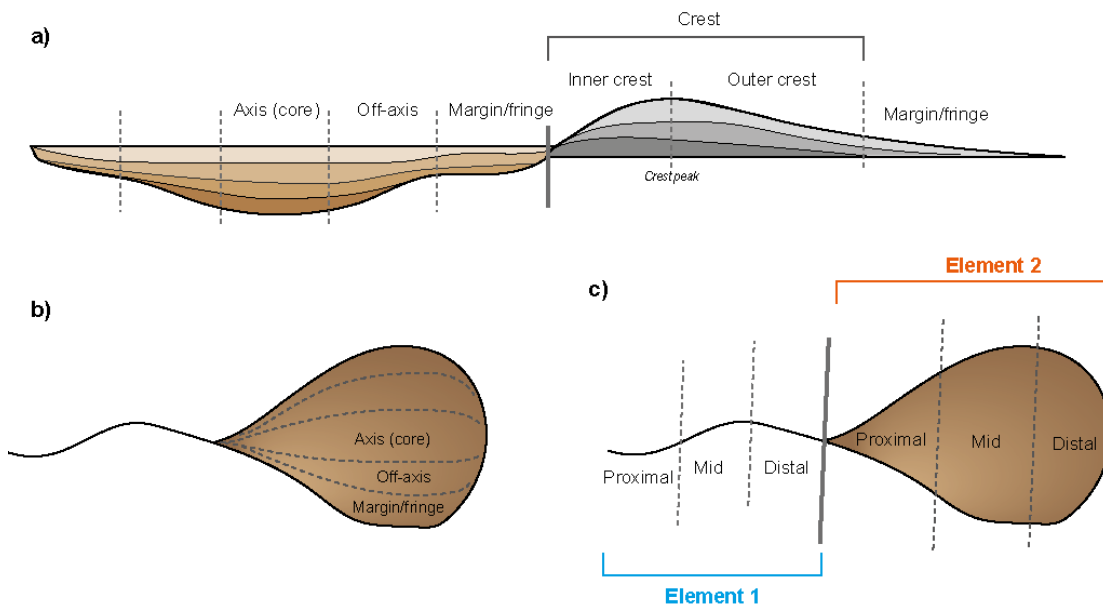 a)
Crest
Inner crest
Outer crest
Axis (core)
Off-axis
Margin/fringe
Margin/fringe
Crest peak
b)
Axis (core)
Off-axis
Margin/fringe
c)
Element 2
Proximal
Mid
Distal
Proximal
Mid
Distal
Element 1